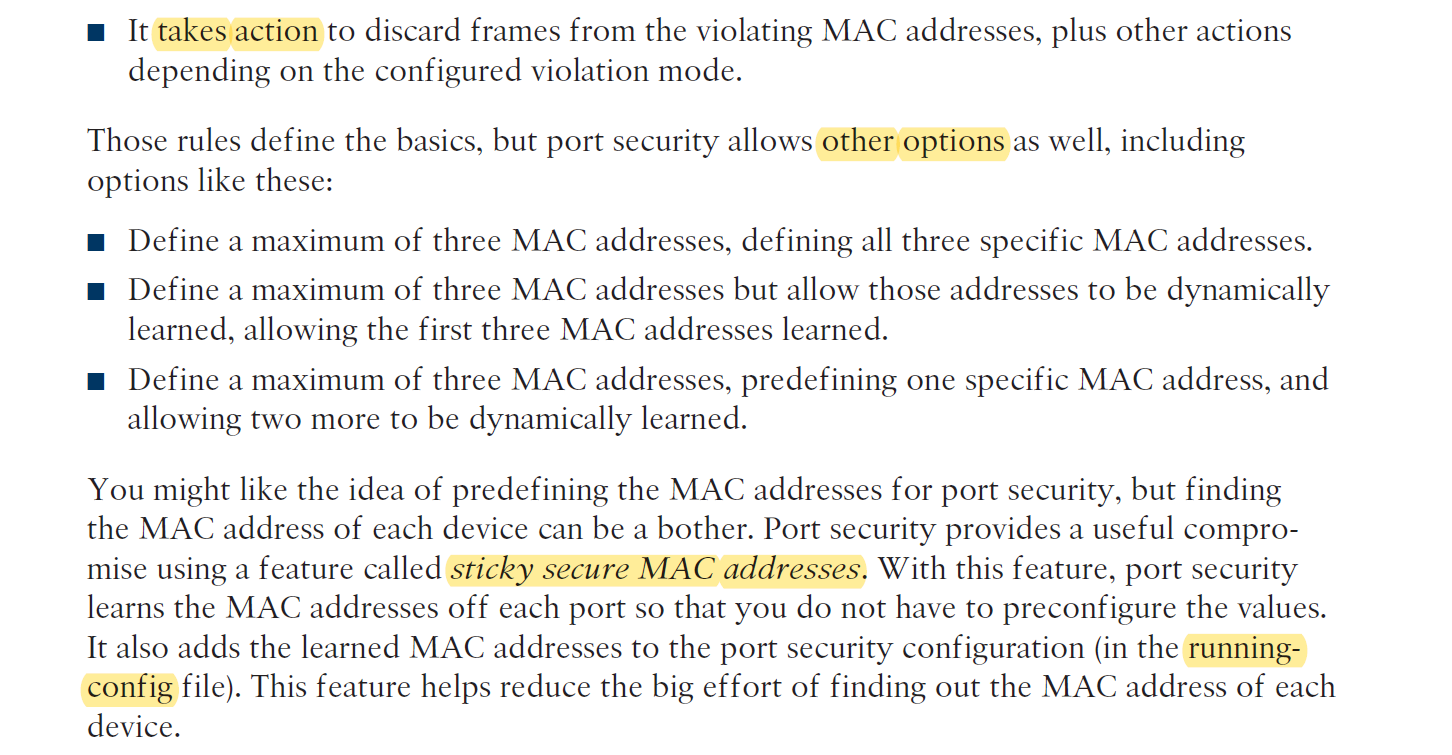 ■ It takes action to discard frames from the violating MAC addresses, plus other actions
depending on the configured violation mode.
Those rules define the basics, but port security allows other options as well, including
options like these:
■ Define a maximum of three MAC addresses, defining all three specific MAC addresses.
■ Define a maximum of three MAC addresses but allow those addresses to be dynamically
learned, allowing the first three MAC addresses learned.
■ Define a maximum of three MAC addresses, predefining one specific MAC address, and
allowing two more to be dynamically learned.
You might like the idea of predefining the MAC addresses for port security, but finding
the MAC address of each device can be a bother. Port security provides a useful compro-
mise using a feature called sticky secure MAC addresses. With this feature, port security
learns the MAC addresses off each port so that you do not have to preconfigure the values.
It also adds the learned MAC addresses to the port security configuration (in the running-
config file). This feature helps reduce the big effort of finding out the MAC address of each
device.